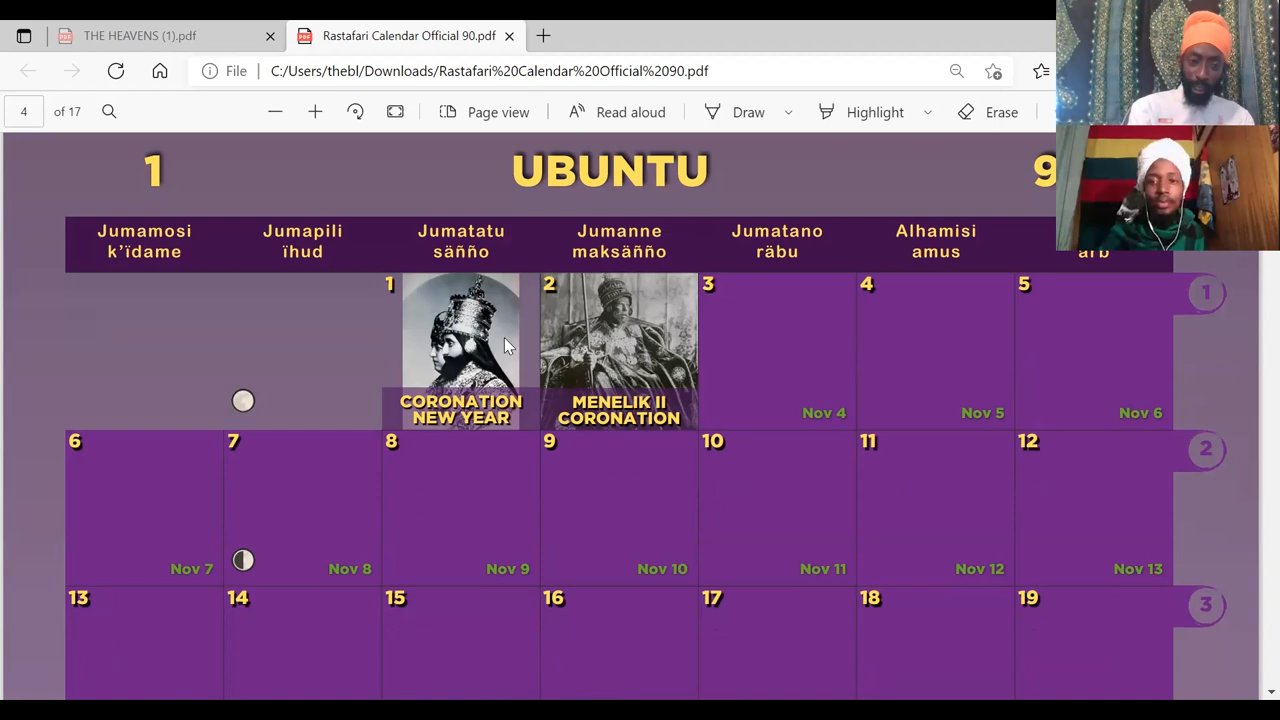 THE HEAVENS (1).pdf
Rastafari Calendar Official 90.pdf
File
C:/Users/thebl/Downloads/Rastafari%20Calendar%20Official%2090.pdf
4 of 17
Page view
Read aloud
Draw
Highlight
Erase
1 UBUNTU 9
Jumamosi Jumapili Jumatatu Jumanne Jumatano Alhamisi
k'ïdame ïhud säñño maksäñño räbu amus arb
1 2 3 4 5 1
CORONATION MENELIK II
NEW YEAR CORONATION
Nov 4 Nov 5 Nov 6
6 7 8 9 10 11 12 2
Nov 7 Nov 8 Nov 9 Nov 10 Nov 11 Nov 12 Nov 13
13 14 15 16 17 18 19 3